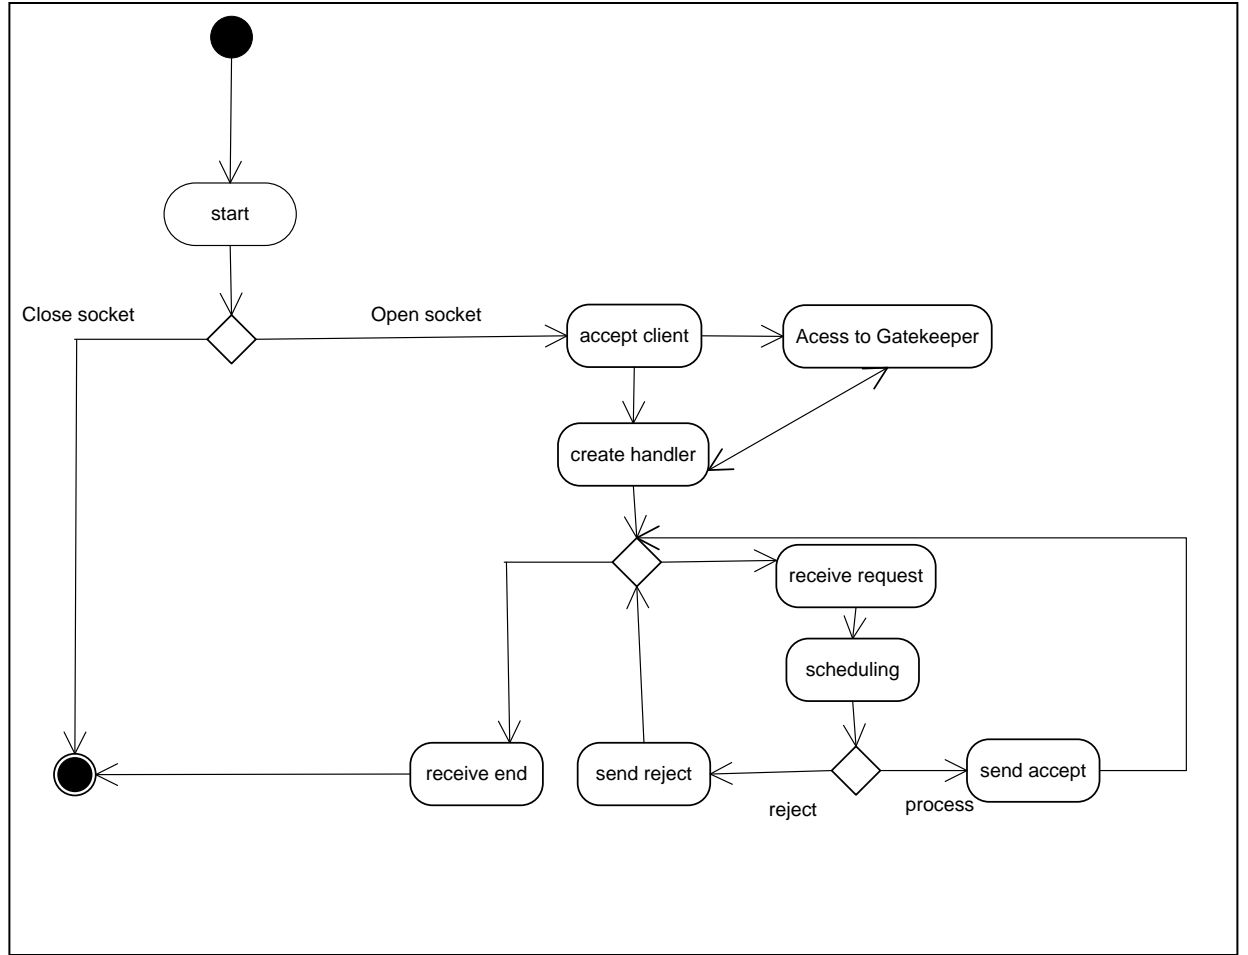 start
Close socket
Open socket
accept client
Acess to Gatekeeper
create handler
receive request
scheduling
receive end
send reject
send accept
reject
process